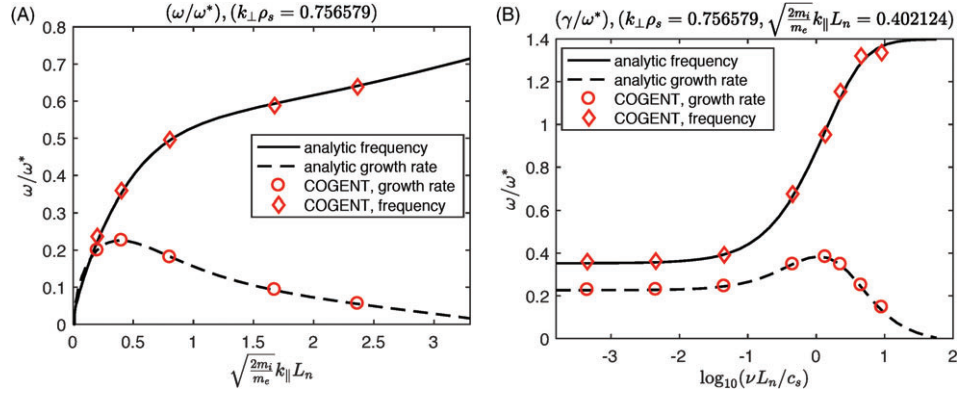 (A)
(ω/ω*), (k⊥ρs = 0.756579)
0.8
0.7
0.6
0.5
0.4
0.3
0.2
0.1
0
ω/ω*
analytic frequency
analytic growth rate
COGENT, growth rate
COGENT, frequency
0 0.5 1 1.5 2 2.5 3
√(2mi/me) k∥Ln
(B)
(γ/ω*), (k⊥ρs = 0.756579, √(2mi/me) k∥Ln = 0.402124)
1.4
1.2
1
0.8
0.6
0.4
0.2
0
ω/ω*
analytic frequency
analytic growth rate
COGENT, growth rate
COGENT, frequency
-3 -2 -1 0 1 2
log10(νLn/cs)